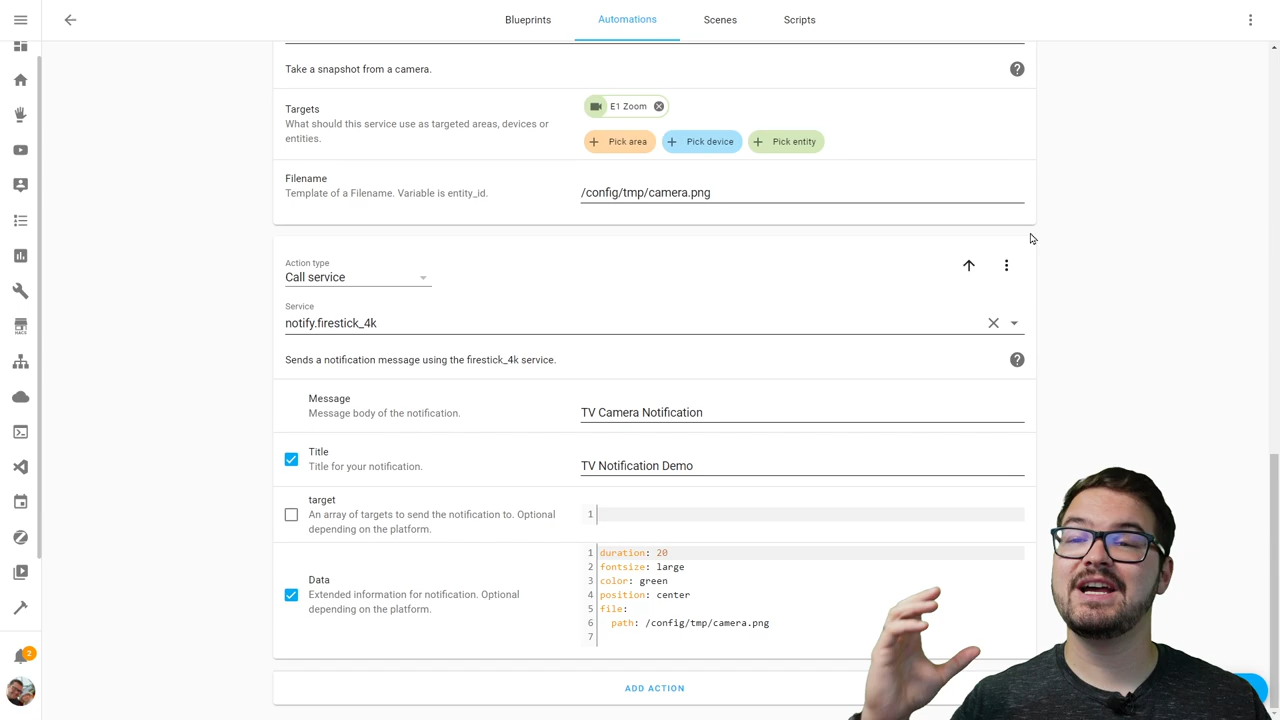 Blueprints
Automations
Scenes
Scripts
Take a snapshot from a camera.
Targets
What should this service use as targeted areas, devices or
entities.
E1 Zoom
Pick area
Pick device
Pick entity
Filename
Template of a Filename. Variable is entity_id.
/config/tmp/camera.png
Action type
Call service
Service
notify.firestick_4k
Sends a notification message using the firestick_4k service.
Message
Message body of the notification.
TV Camera Notification
Title
Title for your notification.
TV Notification Demo
target
An array of targets to send the notification to. Optional
depending on the platform.
1
Data
Extended information for notification. Optional
depending on the platform.
1 duration: 20
2 fontsize: large
3 color: green
4 position: center
5 file:
6 path: /config/tmp/camera.png
7
ADD ACTION
HACS
2